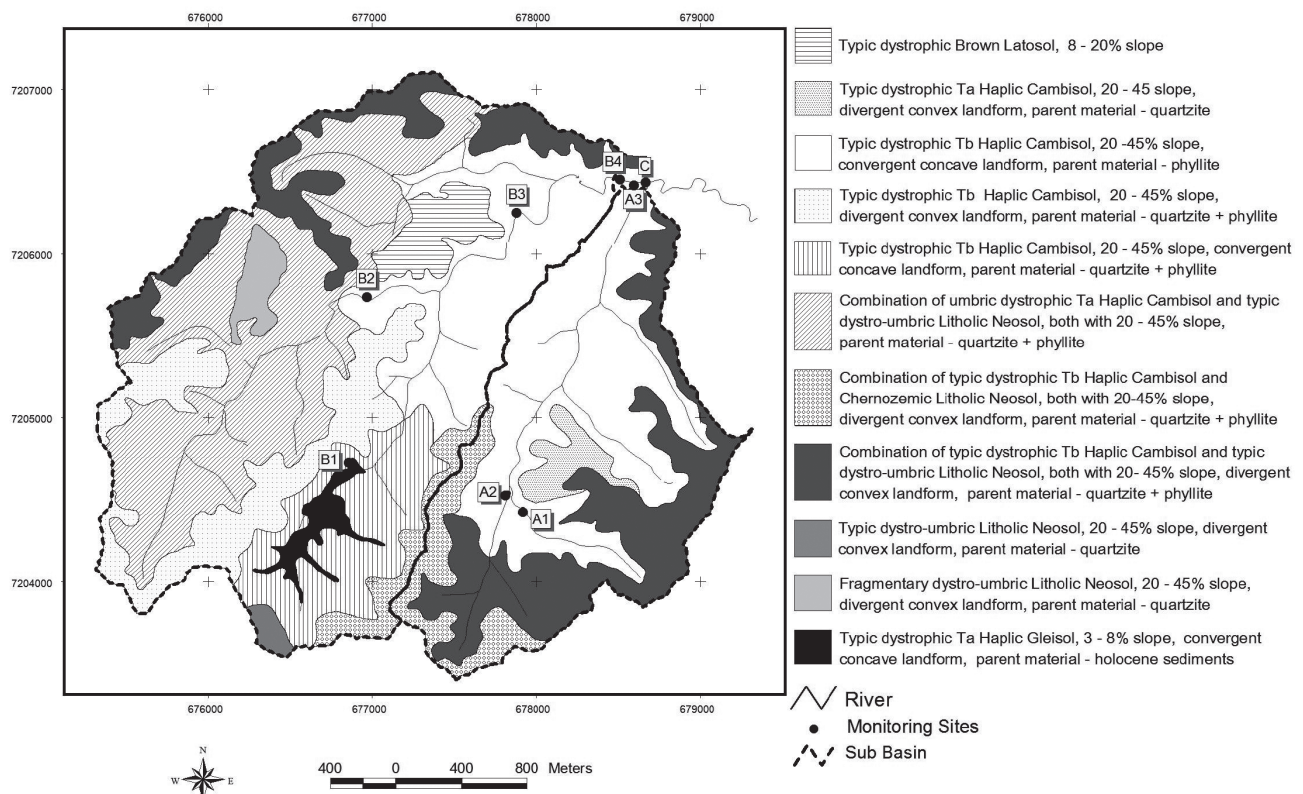 676000 677000 678000 679000
7207000
7206000
7205000
7204000
B4 C
A3
B3
B2
B1
A2
A1
676000 677000 678000 679000
N
W E
S
400 0 400 800 Meters
Typic dystrophic Brown Latosol, 8 - 20% slope
Typic dystrophic Ta Haplic Cambisol, 20 - 45 slope,
divergent convex landform, parent material - quartzite
Typic dystrophic Tb Haplic Cambisol, 20 -45% slope,
convergent concave landform, parent material - phyllite
Typic dystrophic Tb Haplic Cambisol, 20 - 45% slope,
divergent convex landform, parent material - quartzite + phyllite
Typic dystrophic Tb Haplic Cambisol, 20 - 45% slope, convergent
concave landform, parent material - quartzite + phyllite
Combination of umbric dystrophic Ta Haplic Cambisol and typic
dystro-umbric Litholic Neosol, both with 20 - 45% slope,
parent material - quartzite + phyllite
Combination of typic dystrophic Tb Haplic Cambisol and
Chernozemic Litholic Neosol, both with 20-45% slope,
divergent convex landform, parent material - quartzite + phyllite
Combination of typic dystrophic Tb Haplic Cambisol and typic
dystro-umbric Litholic Neosol, both with 20- 45% slope, divergent
convex landform, parent material - quartzite + phyllite
Typic dystro-umbric Litholic Neosol, 20 - 45% slope, divergent
convex landform, parent material - quartzite
Fragmentary dystro-umbric Litholic Neosol, 20 - 45% slope,
divergent convex landform, parent material - quartzite
Typic dystrophic Ta Haplic Gleisol, 3 - 8% slope, convergent
concave landform, parent material - holocene sediments
River
Monitoring Sites
Sub Basin